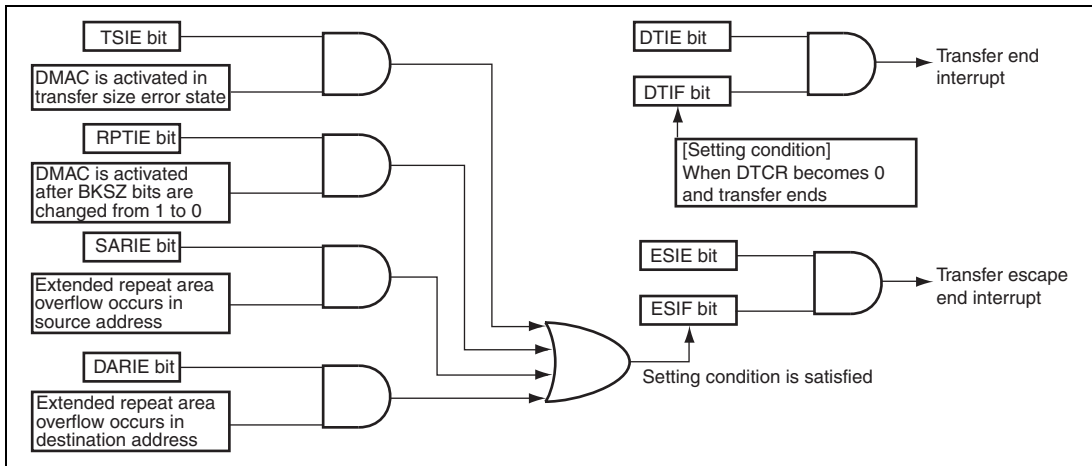 TSIE bit
DMAC is activated in
transfer size error state
RPTIE bit
DMAC is activated
after BKSZ bits are
changed from 1 to 0
SARIE bit
Extended repeat area
overflow occurs in
source address
DARIE bit
Extended repeat area
overflow occurs in
destination address
DTIE bit
DTIF bit
Transfer end
interrupt
[Setting condition]
When DTCR becomes 0
and transfer ends
ESIE bit
ESIF bit
Transfer escape
end interrupt
Setting condition is satisfied